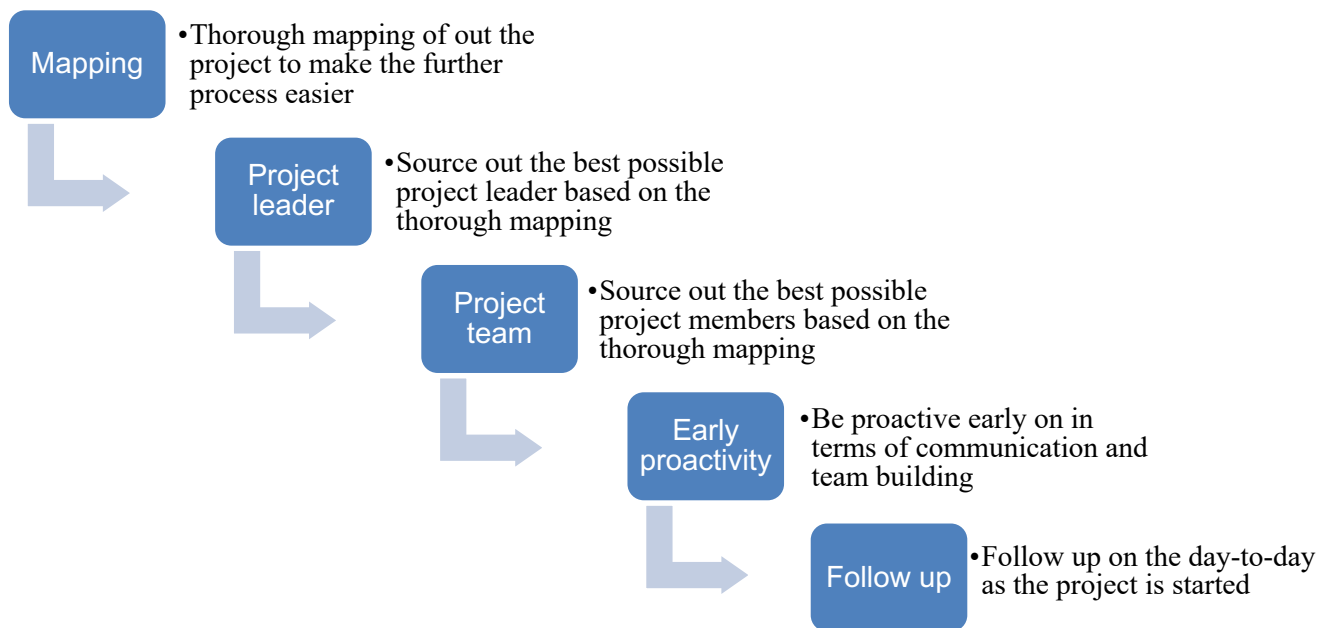 Mapping
•Thorough mapping of out the
project to make the further
process easier
Project
leader
•Source out the best possible
project leader based on the
thorough mapping
Project
team
•Source out the best possible
project members based on the
thorough mapping
Early
proactivity
•Be proactive early on in
terms of communication and
team building
Follow up
•Follow up on the day-to-day
as the project is started